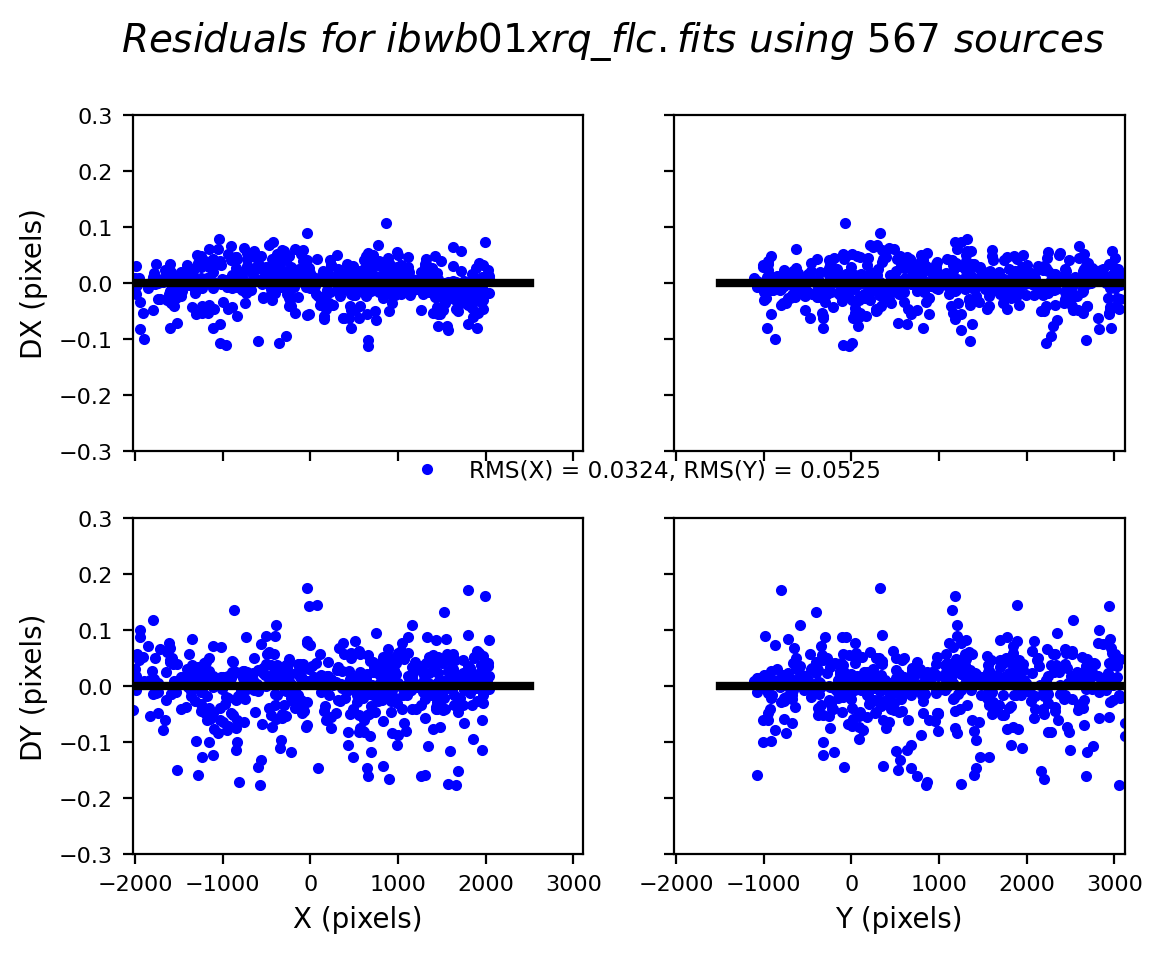 Residuals for ibwb01xrq_flc.fits using 567 sources
0.3
0.2
0.1
0.0
−0.1
−0.2
−0.3
DX (pixels)
RMS(X) = 0.0324, RMS(Y) = 0.0525
0.3
0.2
0.1
0.0
−0.1
−0.2
−0.3
DY (pixels)
−2000 −1000 0 1000 2000 3000
−2000 −1000 0 1000 2000 3000
X (pixels)
Y (pixels)